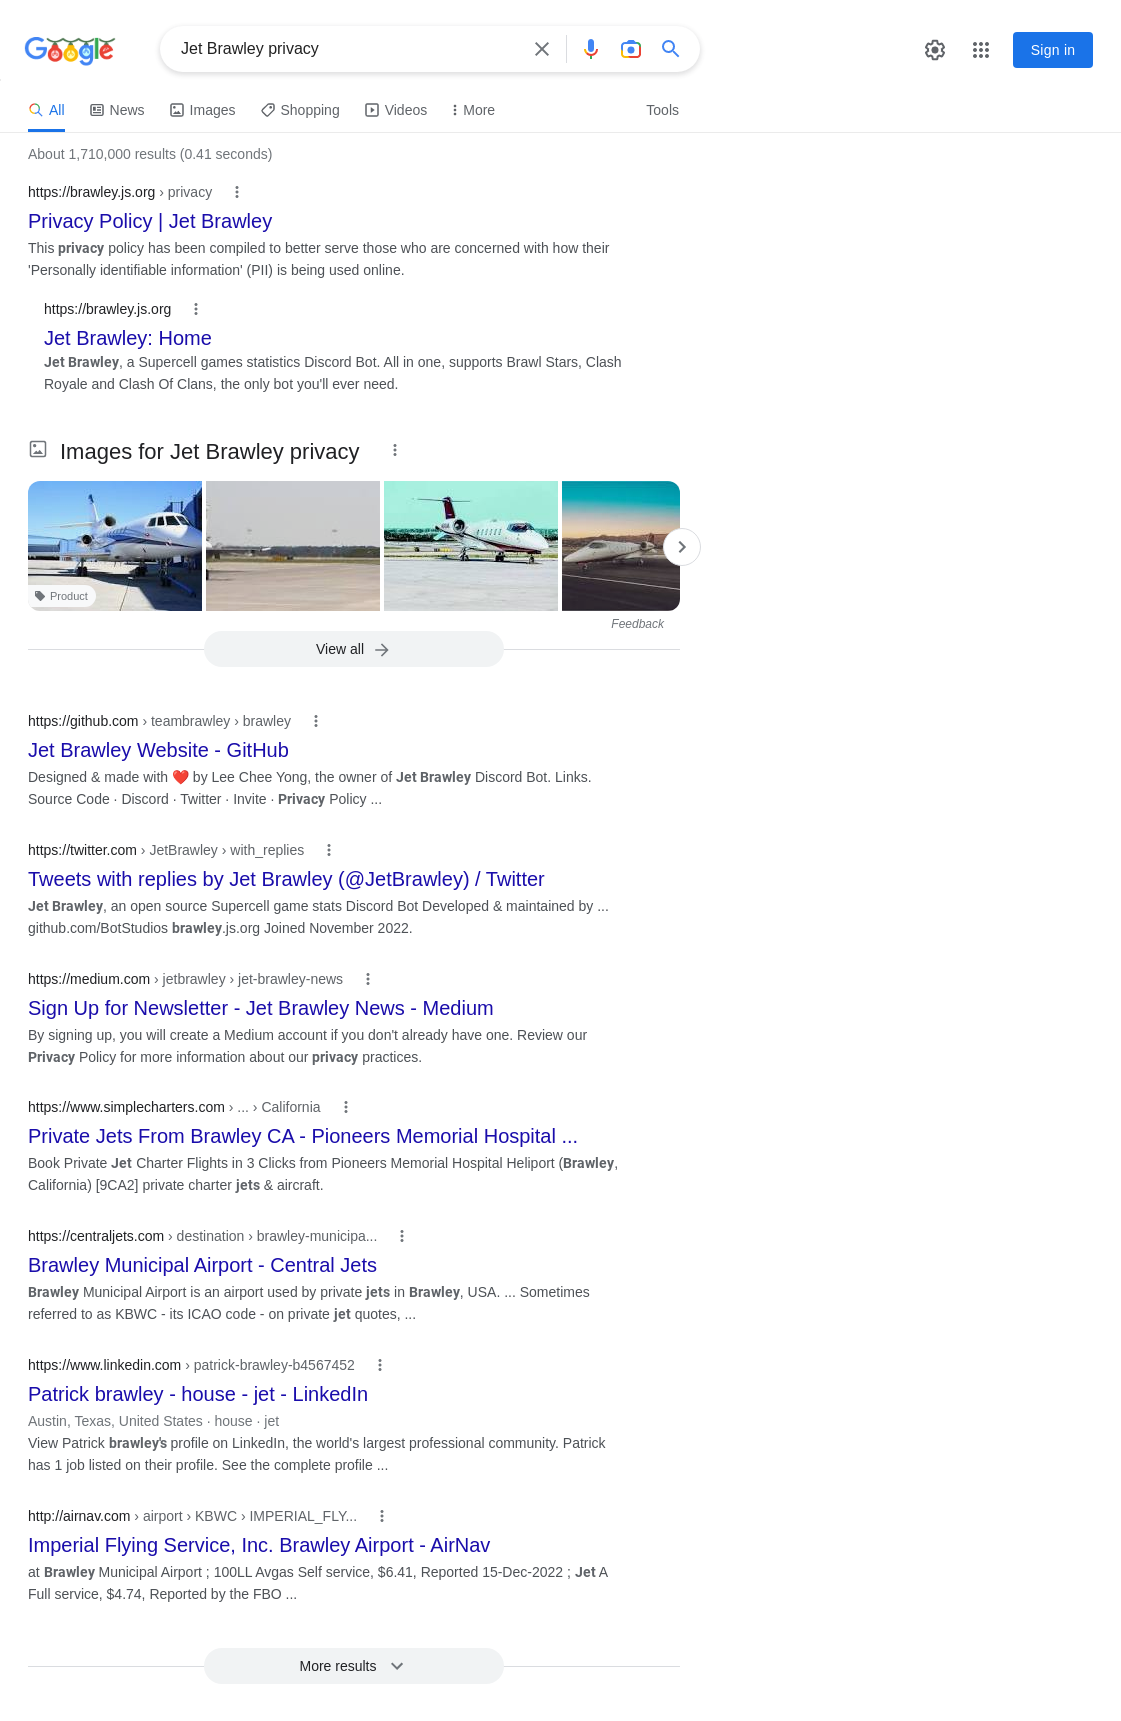 Google
Jet Brawley privacy
Sign in
All
News
Images
Shopping
Videos
More
Tools
About 1,710,000 results (0.41 seconds)
https://brawley.js.org › privacy
Privacy Policy | Jet Brawley
This privacy policy has been compiled to better serve those who are concerned with how their
'Personally identifiable information' (PII) is being used online.
https://brawley.js.org
Jet Brawley: Home
Jet Brawley, a Supercell games statistics Discord Bot. All in one, supports Brawl Stars, Clash
Royale and Clash Of Clans, the only bot you'll ever need.
Images for Jet Brawley privacy
Product
Feedback
View all
https://github.com › teambrawley › brawley
Jet Brawley Website - GitHub
Designed & made with ❤️ by Lee Chee Yong, the owner of Jet Brawley Discord Bot. Links.
Source Code · Discord · Twitter · Invite · Privacy Policy ...
https://twitter.com › JetBrawley › with_replies
Tweets with replies by Jet Brawley (@JetBrawley) / Twitter
Jet Brawley, an open source Supercell game stats Discord Bot Developed & maintained by ...
github.com/BotStudios brawley.js.org Joined November 2022.
https://medium.com › jetbrawley › jet-brawley-news
Sign Up for Newsletter - Jet Brawley News - Medium
By signing up, you will create a Medium account if you don't already have one. Review our
Privacy Policy for more information about our privacy practices.
https://www.simplecharters.com › ... › California
Private Jets From Brawley CA - Pioneers Memorial Hospital ...
Book Private Jet Charter Flights in 3 Clicks from Pioneers Memorial Hospital Heliport (Brawley,
California) [9CA2] private charter jets & aircraft.
https://centraljets.com › destination › brawley-municipa...
Brawley Municipal Airport - Central Jets
Brawley Municipal Airport is an airport used by private jets in Brawley, USA. ... Sometimes
referred to as KBWC - its ICAO code - on private jet quotes, ...
https://www.linkedin.com › patrick-brawley-b4567452
Patrick brawley - house - jet - LinkedIn
Austin, Texas, United States · house · jet
View Patrick brawley's profile on LinkedIn, the world's largest professional community. Patrick
has 1 job listed on their profile. See the complete profile ...
http://airnav.com › airport › KBWC › IMPERIAL_FLY...
Imperial Flying Service, Inc. Brawley Airport - AirNav
at Brawley Municipal Airport ; 100LL Avgas Self service, $6.41, Reported 15-Dec-2022 ; Jet A
Full service, $4.74, Reported by the FBO ...
More results